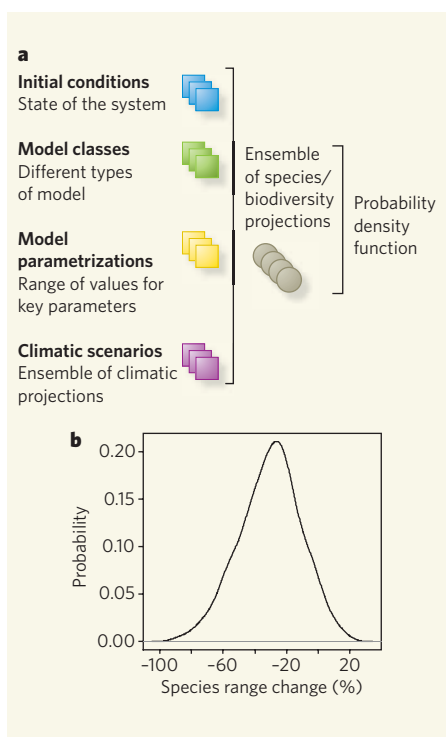 a
Initial conditions
State of the system
Model classes
Different types
of model
Model
parametrizations
Range of values for
key parameters
Climatic scenarios
Ensemble of climatic
projections
Ensemble
of species/
biodiversity
projections
Probability
density
function
b
0.20
0.15
0.10
0.05
0.00
Probability
–100 –60 –20 20
Species range change (%)